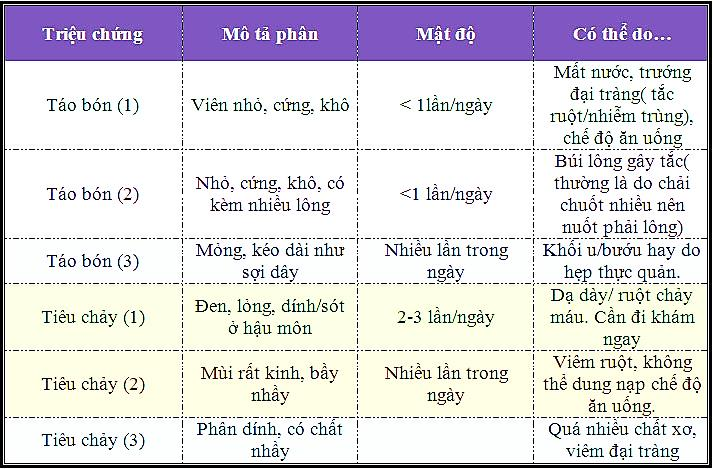 Triệu chứng Mô tả phân Mật độ Có thể do...
Táo bón (1) Viên nhỏ, cứng, khô < 1lần/ngày Mất nước, trướng
đại tràng( tắc
ruột/nhiễm trùng),
chế độ ăn uống
Táo bón (2) Nhỏ, cứng, khô, có
kèm nhiều lông <1 lần/ngày Búi lông gây tắc(
thường là do chải
chuốt nhiều nên
nuốt phải lông)
Táo bón (3) Mỏng, kéo dài như
sợi dây Nhiều lần trong
ngày Khối u/bướu hay do
hẹp thực quản.
Tiêu chảy (1) Đen, lỏng, dính/sót
ở hậu môn 2-3 lần/ngày Dạ dày/ ruột chảy
máu. Cần đi khám
ngay
Tiêu chảy (2) Mùi rất kinh, bầy
nhầy Nhiều lần trong
ngày Viêm ruột, không
thể dung nạp chế độ
ăn uống.
Tiêu chảy (3) Phân dính, có chất
nhầy Quá nhiều chất xơ,
viêm đại tràng